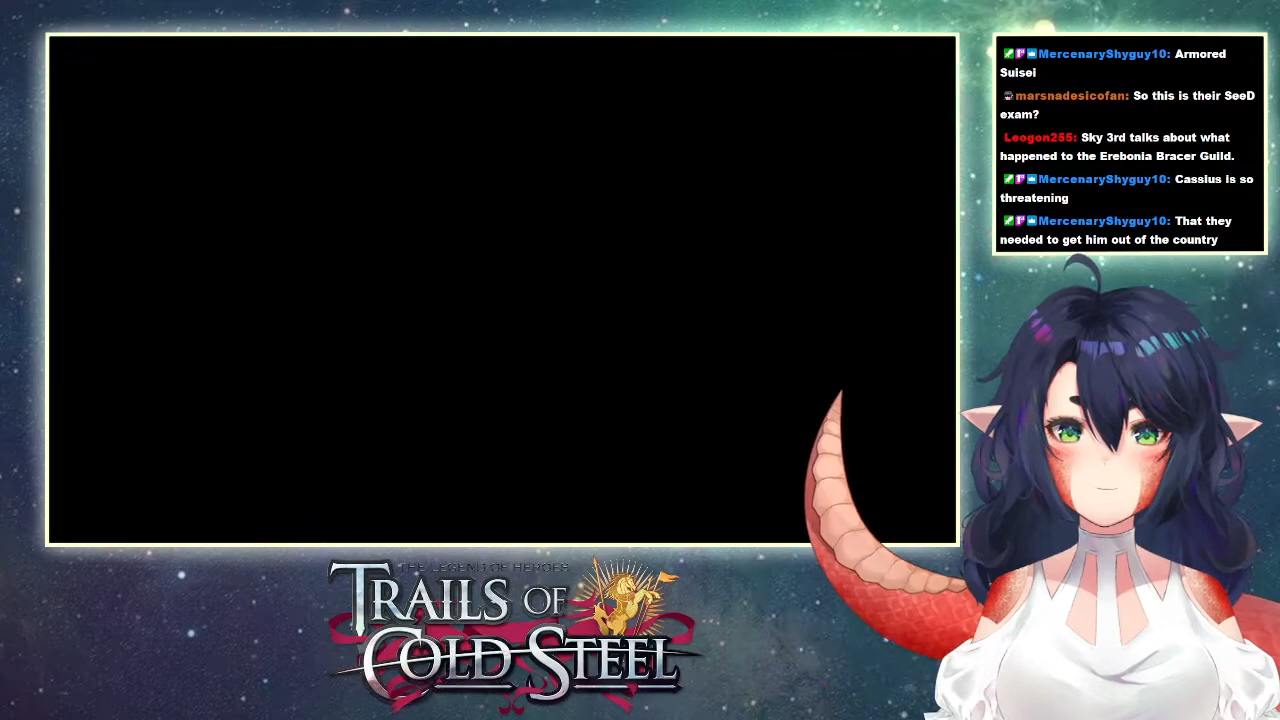 MercenaryShyguy10: Armored
Suisei
marsnadesicofan: So this is their SeeD
exam?
Leogon255: Sky 3rd talks about what
happened to the Erebonia Bracer Guild.
MercenaryShyguy10: Cassius is so
threatening
MercenaryShyguy10: That they
needed to get him out of the country
THE LEGEND OF HEROES
TRAILS OF
COLD STEEL